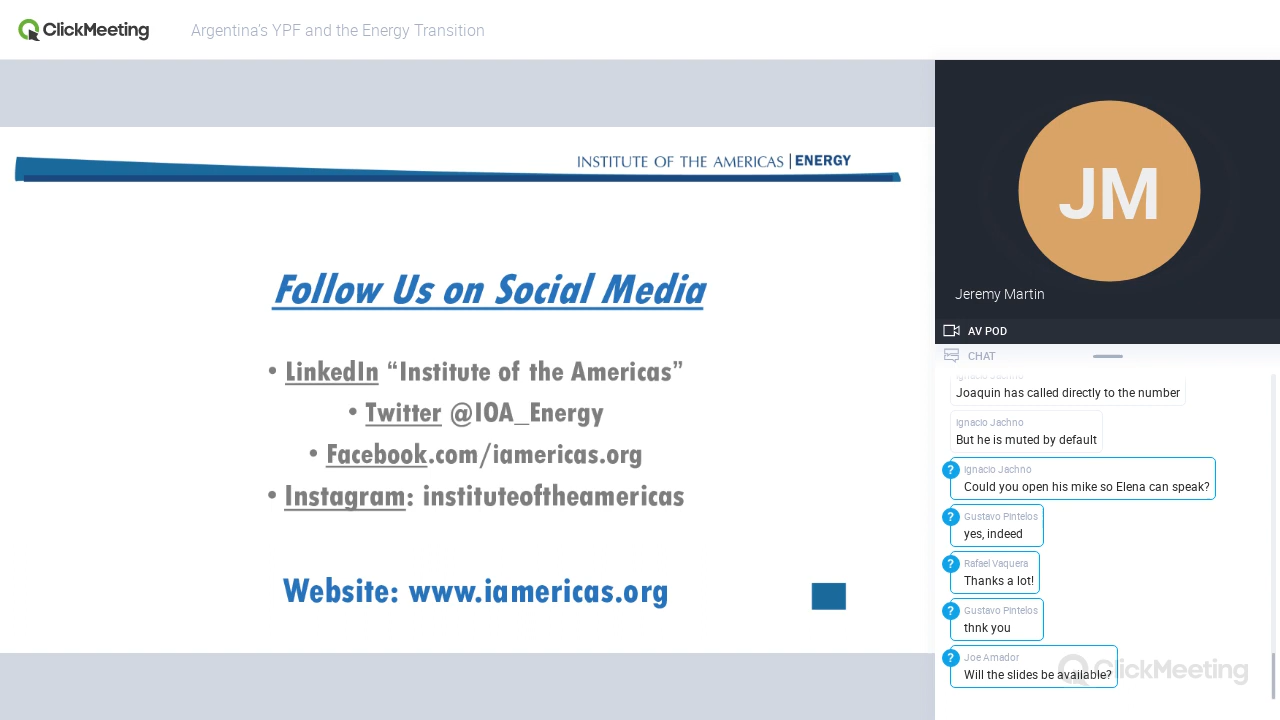 ClickMeeting
Argentina's YPF and the Energy Transition
INSTITUTE OF THE AMERICAS | ENERGY
Follow Us on Social Media
• LinkedIn “Institute of the Americas”
• Twitter @IOA_Energy
• Facebook.com/iamericas.org
• Instagram: instituteoftheamericas
Website: www.iamericas.org
JM
Jeremy Martin
AV POD
CHAT
Ignacio Jachno
Joaquin has called directly to the number
Ignacio Jachno
But he is muted by default
? Ignacio Jachno
Could you open his mike so Elena can speak?
? Gustavo Pintelos
yes, indeed
? Rafael Vaquera
Thanks a lot!
? Gustavo Pintelos
thnk you
? Joe Amador
Will the slides be available?
ClickMeeting